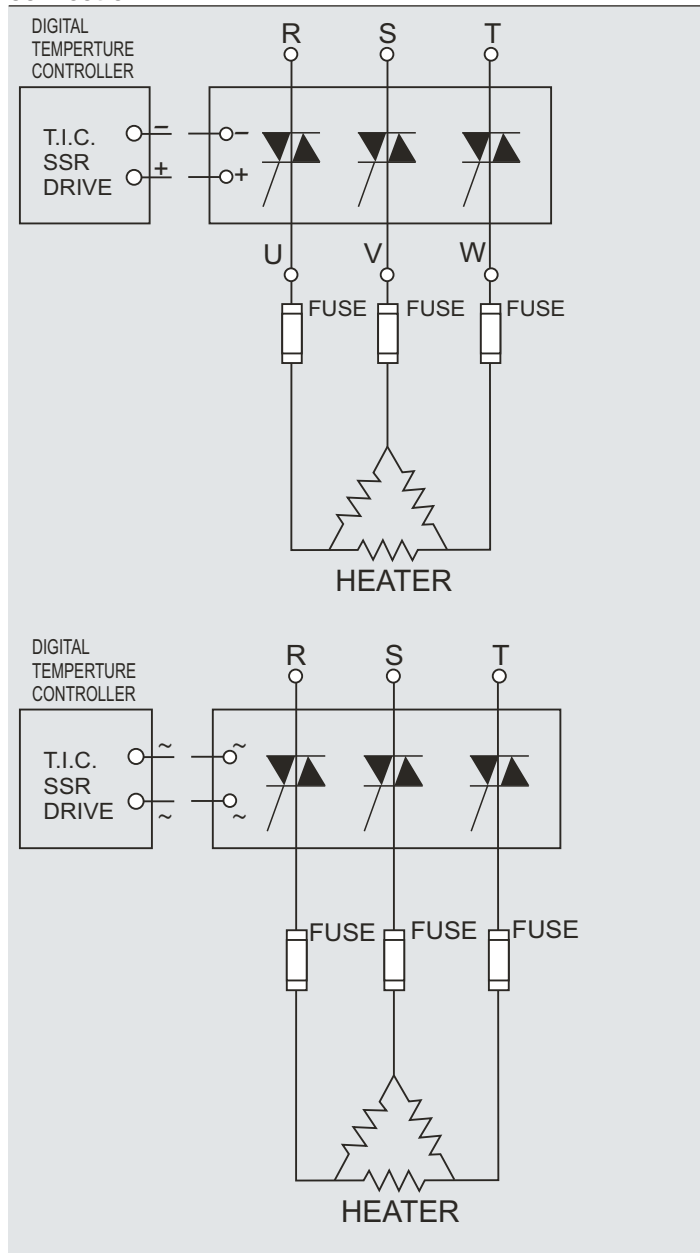 DIGITAL
TEMPERTURE
CONTROLLER
R S T
T.I.C.
SSR
DRIVE
− −
+ +
U V W
FUSE FUSE FUSE
HEATER
DIGITAL
TEMPERTURE
CONTROLLER
R S T
T.I.C.
SSR
DRIVE
~ ~
~ ~
FUSE FUSE FUSE
HEATER